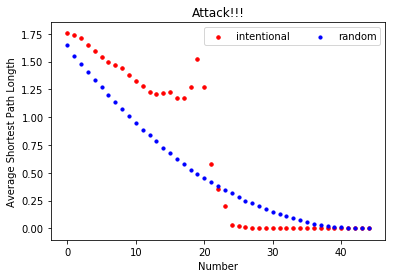 Attack!!!
intentional
random
1.75
1.50
1.25
1.00
0.75
0.50
0.25
0.00
Average Shortest Path Length
0 10 20 30 40
Number